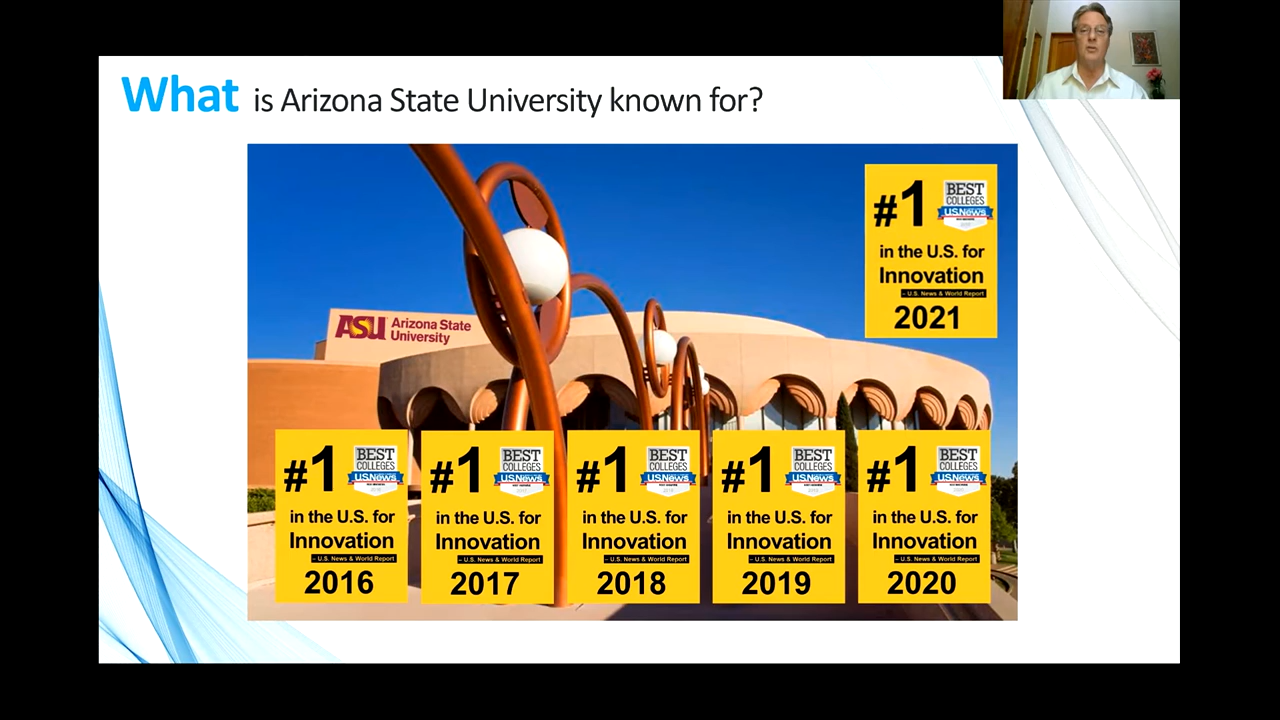 What is Arizona State University known for?
#1 BEST COLLEGES U.S.News
in the U.S. for
Innovation
– U.S. News & World Report
2021
ASU Arizona State University
#1 BEST COLLEGES U.S.News
in the U.S. for
Innovation
– U.S. News & World Report
2016
#1 BEST COLLEGES U.S.News
in the U.S. for
Innovation
– U.S. News & World Report
2017
#1 BEST COLLEGES U.S.News
in the U.S. for
Innovation
– U.S. News & World Report
2018
#1 BEST COLLEGES U.S.News
in the U.S. for
Innovation
– U.S. News & World Report
2019
#1 BEST COLLEGES U.S.News
in the U.S. for
Innovation
– U.S. News & World Report
2020